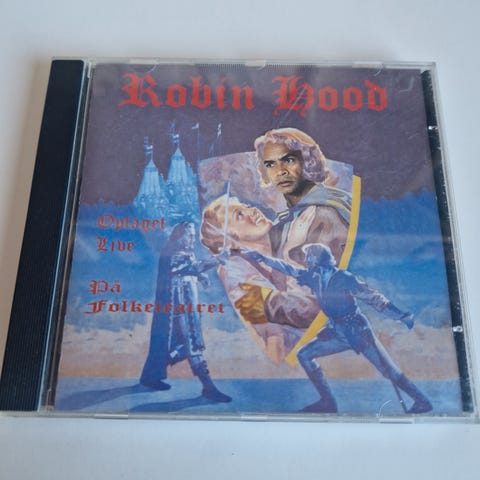 Robin Hood
Optaget
Live
På
Folketeatret